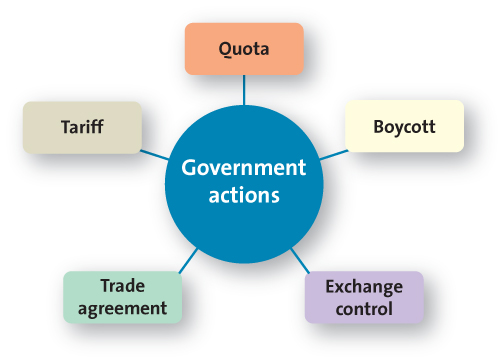 Quota
Tariff
Boycott
Government
actions
Trade
agreement
Exchange
control